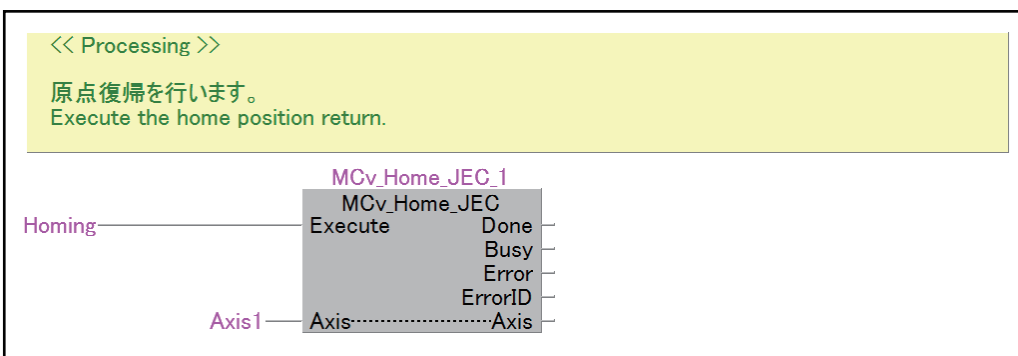 << Processing >>
原点復帰を行います。
Execute the home position return.
MCv_Home_JEC_1
MCv_Home_JEC
Homing Execute Done
Busy
Error
ErrorID
Axis1 Axis Axis